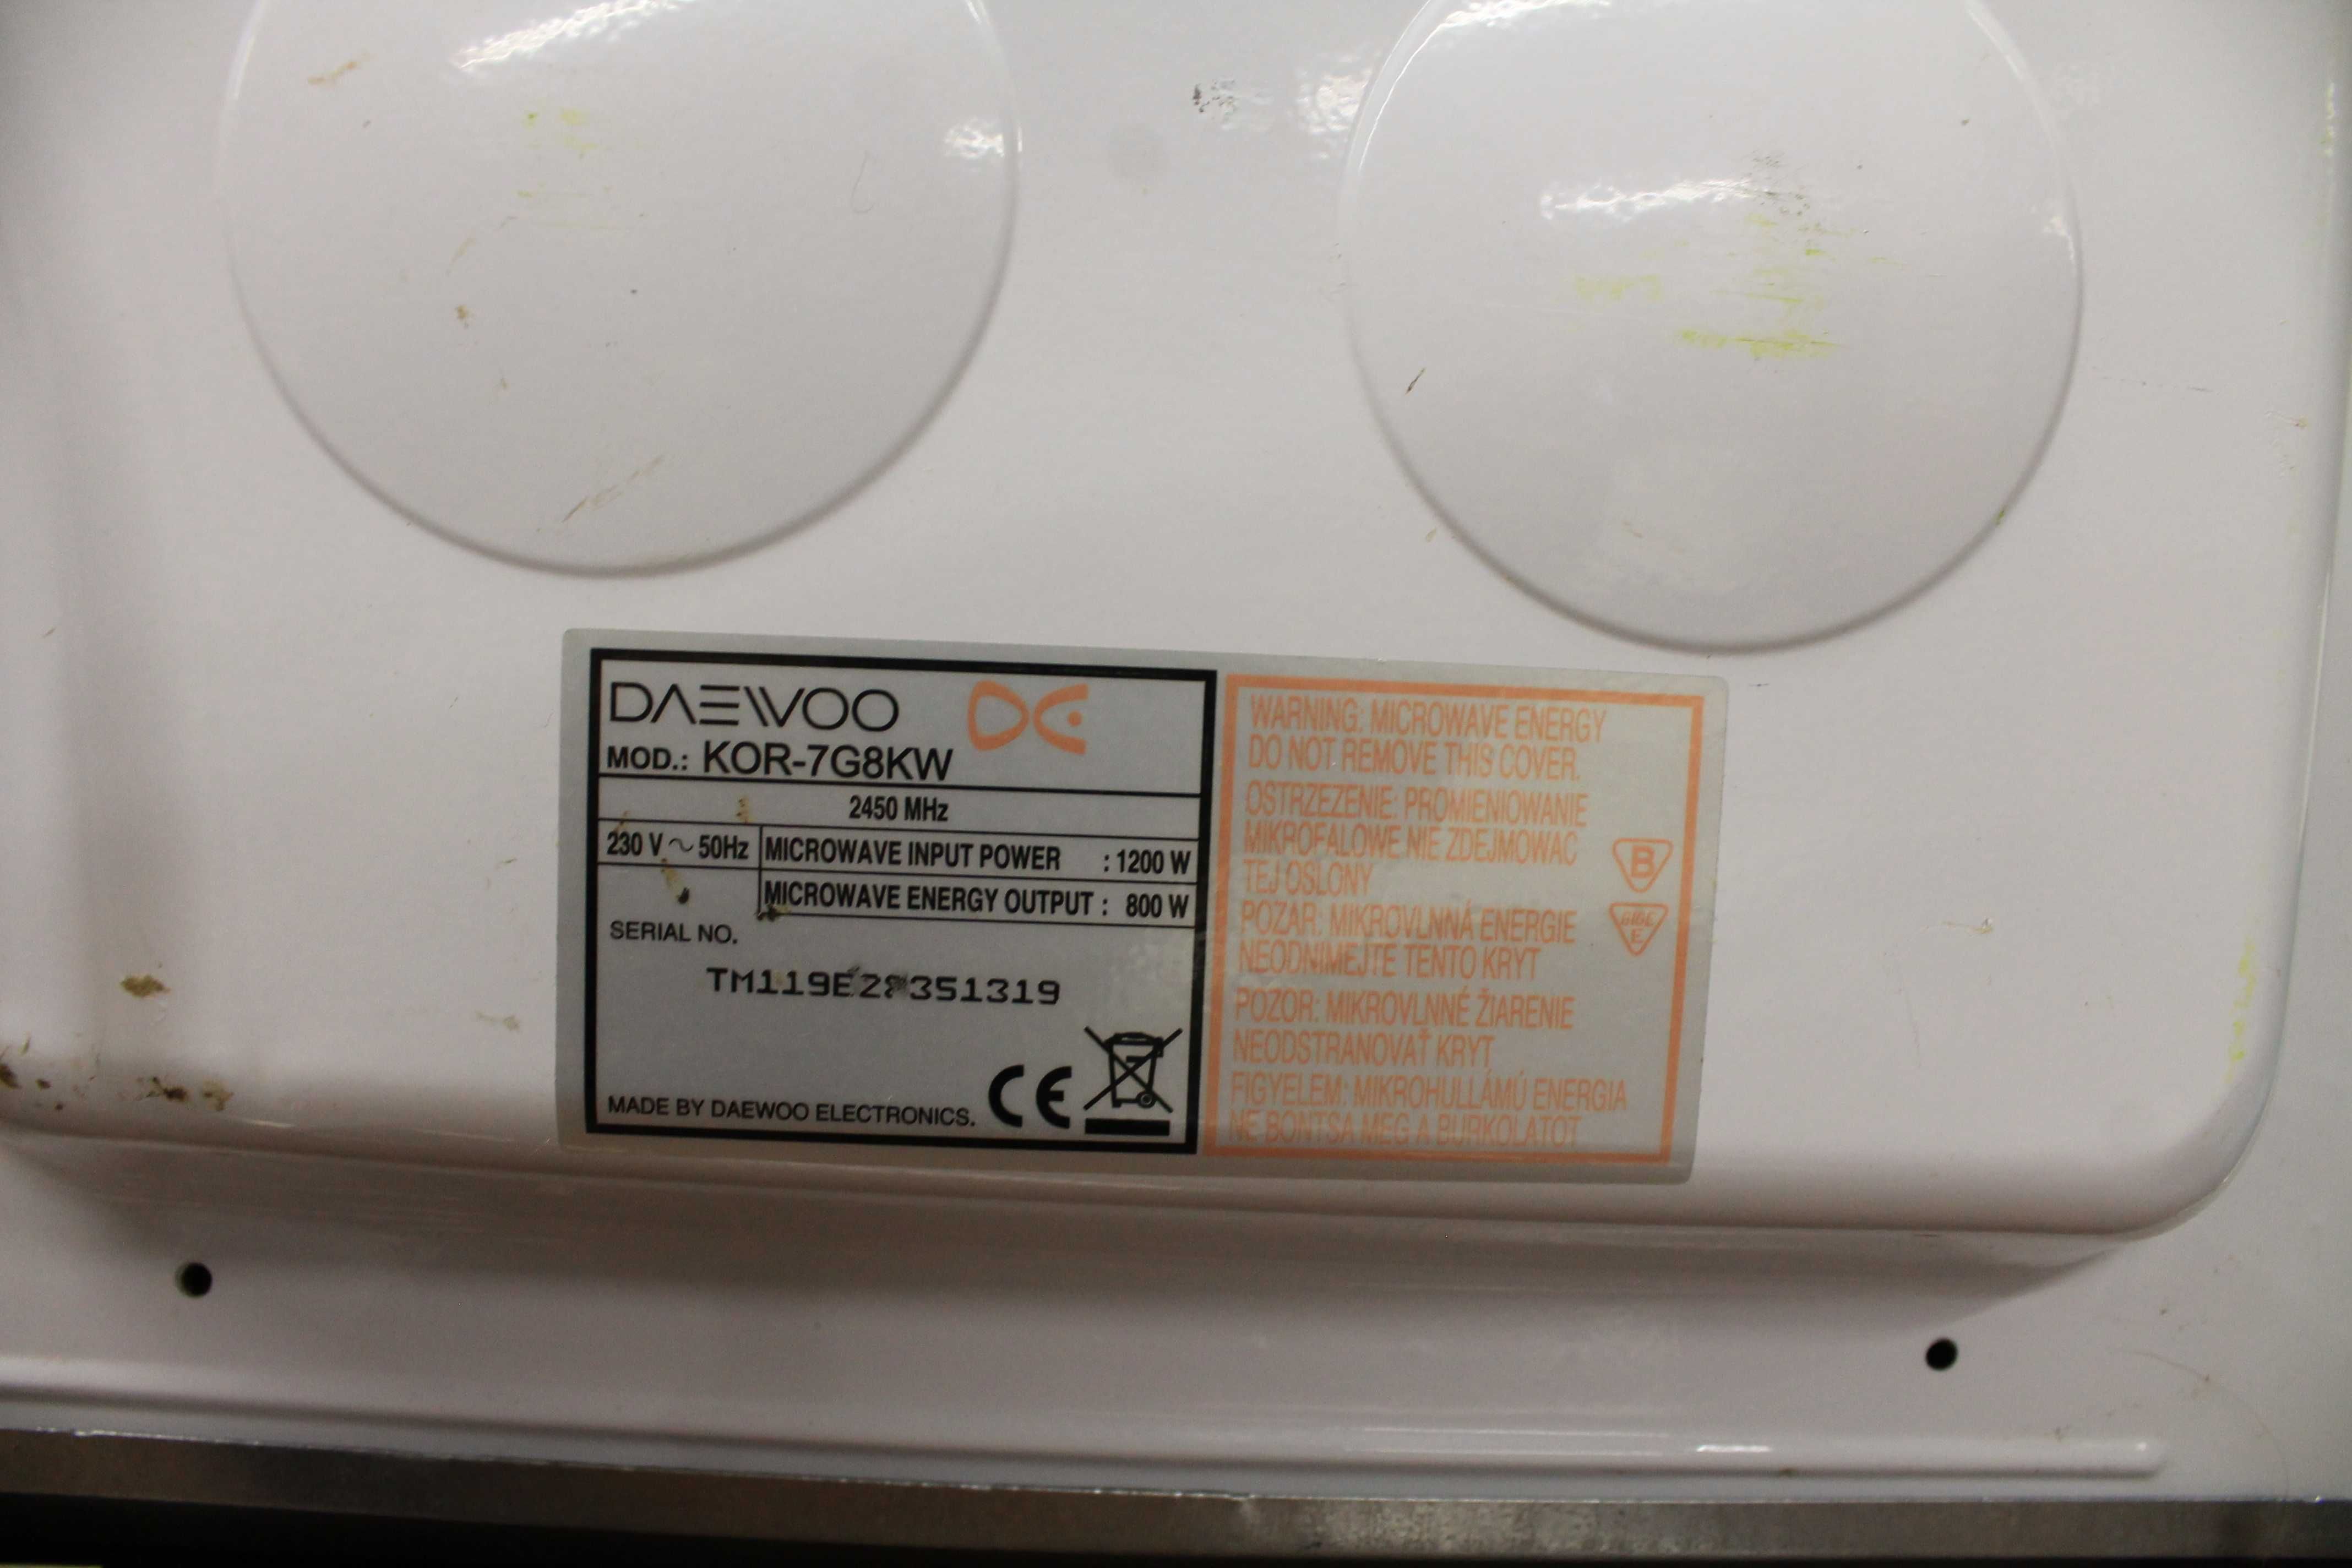 DAEWOO
MOD.: KOR-7G8KW
2450 MHz
230 V ~ 50Hz
MICROWAVE INPUT POWER : 1200 W
MICROWAVE ENERGY OUTPUT : 800 W
SERIAL NO.
MADE BY DAEWOO ELECTRONICS.
CE
WARNING: MICROWAVE ENERGY
DO NOT REMOVE THIS COVER.
OSTRZEZENIE: PROMIENIOWANIE
MIKROFALOWE NIE ZDEJMOWAC
TEJ OSLONY
POZAR: MIKROVLNNÁ ENERGIE
NEODNIMEJTE TENTO KRYT
POZOR: MIKROVLNNÉ ŽIARENIE
NEODSTRANOVAŤ KRYT
FIGYELEM: MIKROHULLÁMÚ ENERGIA
NE BONTSA MEG A BURKOLATOT
B
E